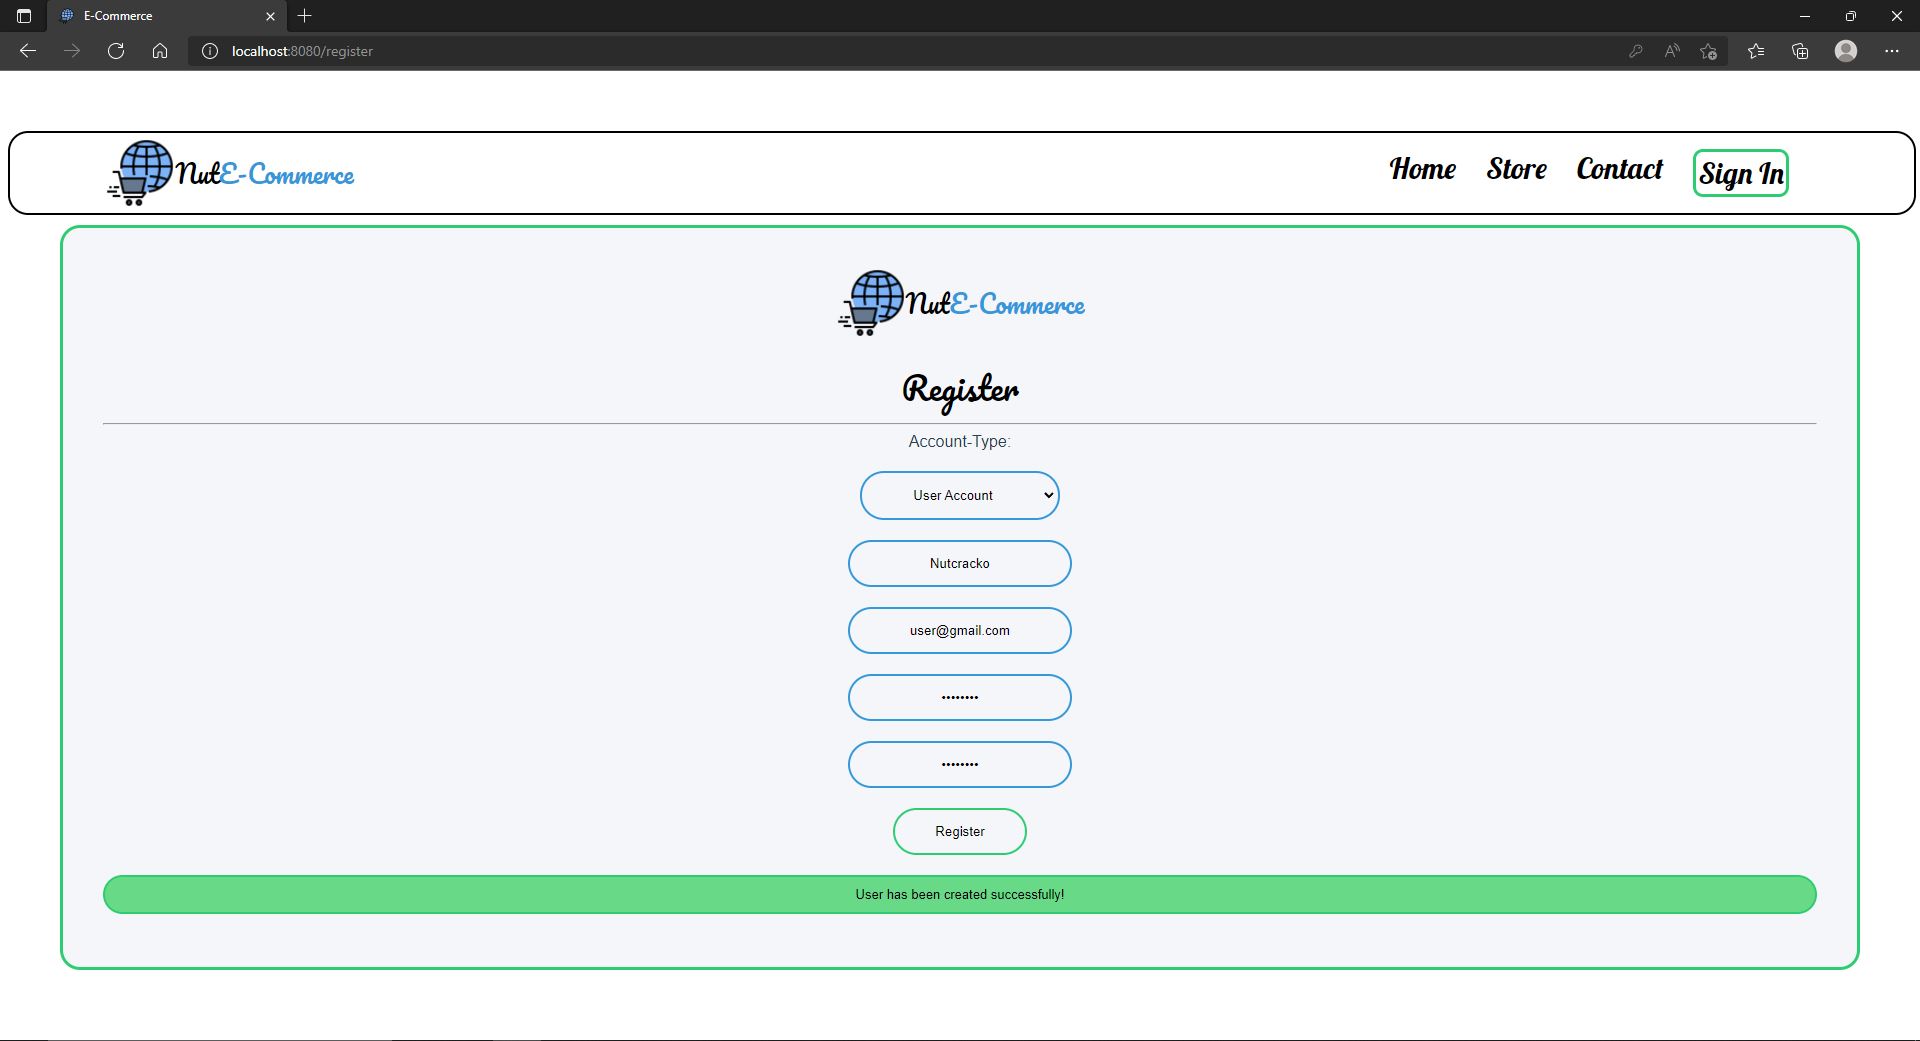 E-Commerce
localhost:8080/register
NutE-Commerce
Home Store Contact Sign In
NutE-Commerce
Register
Account-Type:
User Account
Nutcracko
user@gmail.com
••••••••
••••••••
Register
User has been created successfully!